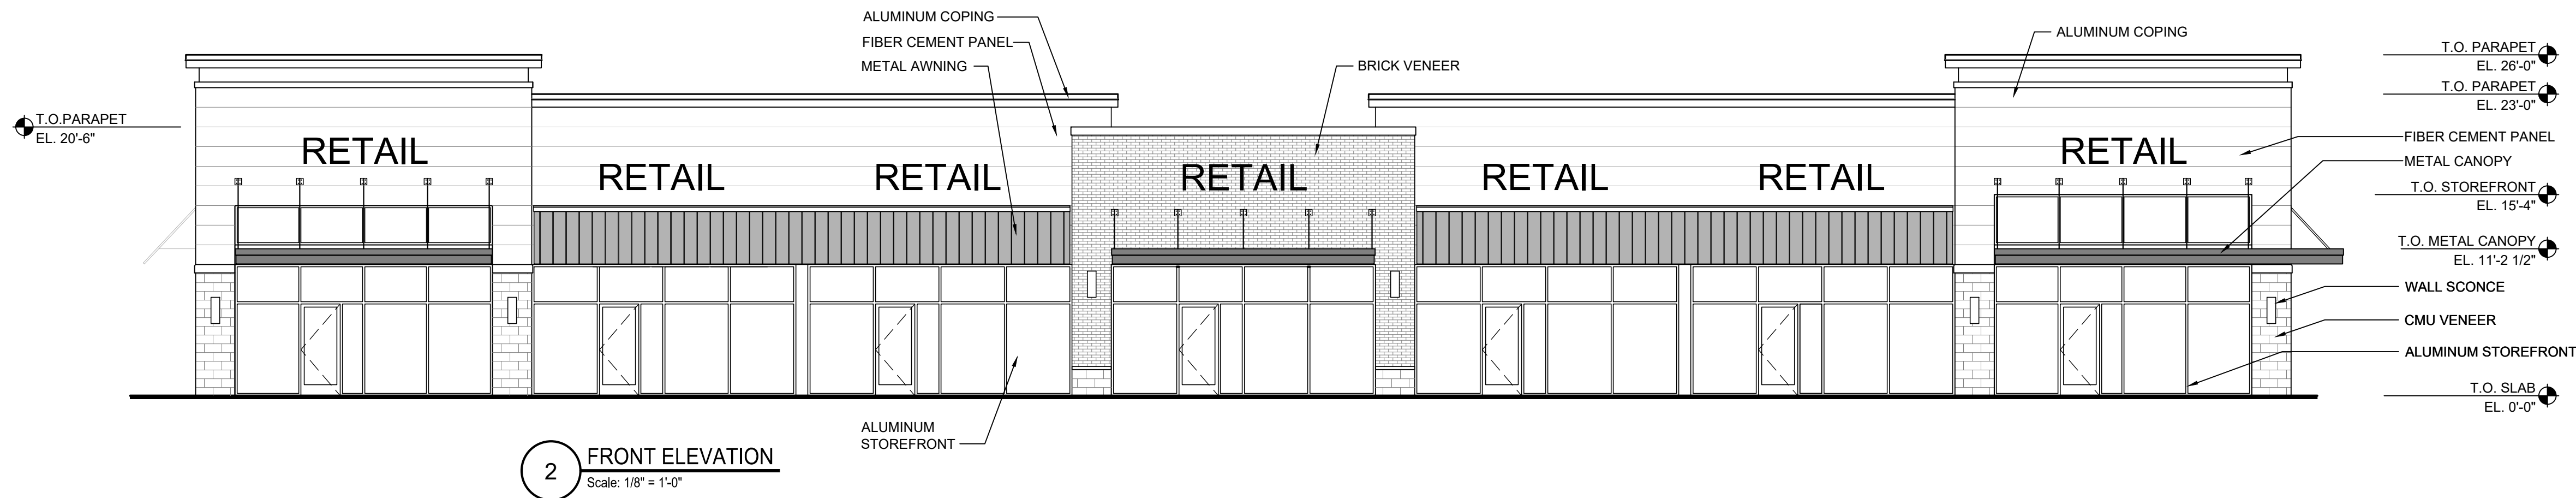 ALUMINUM COPING
FIBER CEMENT PANEL
METAL AWNING
BRICK VENEER
ALUMINUM COPING
T.O. PARAPET
EL. 26'-0"
T.O. PARAPET
EL. 23'-0"
T.O.PARAPET
EL. 20'-6"
RETAIL
RETAIL
RETAIL
RETAIL
RETAIL
RETAIL
RETAIL
FIBER CEMENT PANEL
METAL CANOPY
T.O. STOREFRONT
EL. 15'-4"
T.O. METAL CANOPY
EL. 11'-2 1/2"
WALL SCONCE
CMU VENEER
ALUMINUM STOREFRONT
T.O. SLAB
EL. 0'-0"
ALUMINUM
STOREFRONT
2
FRONT ELEVATION
Scale: 1/8" = 1'-0"